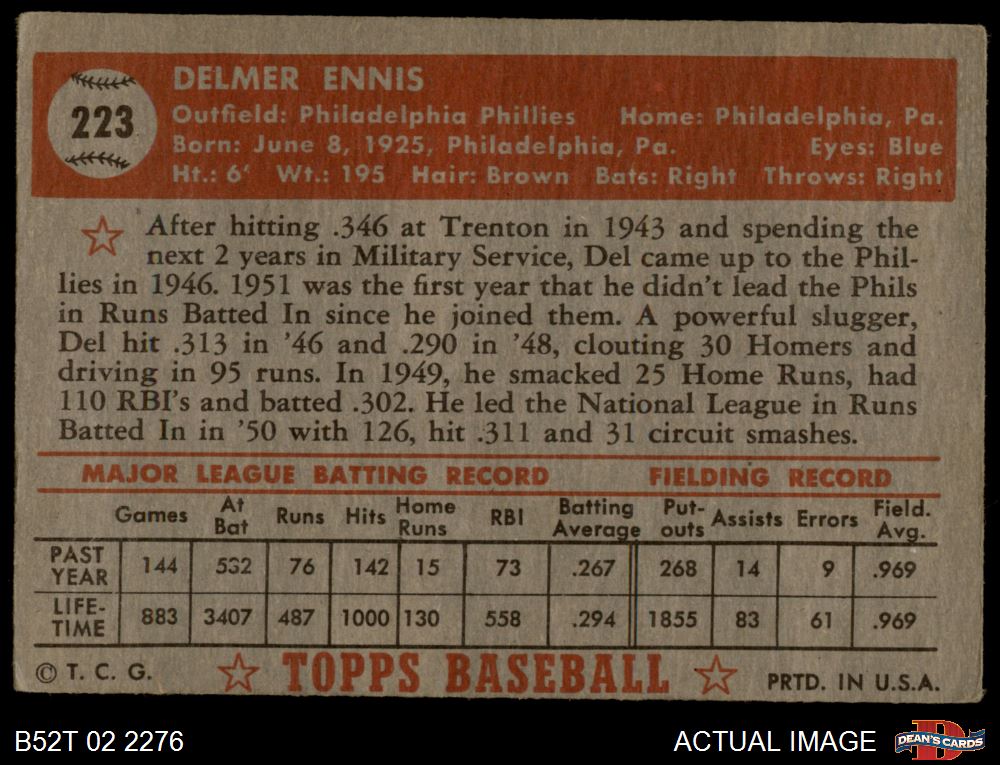 223
DELMER ENNIS
Outfield: Philadelphia Phillies Home: Philadelphia, Pa.
Born: June 8, 1925, Philadelphia, Pa. Eyes: Blue
Ht.: 6' Wt.: 195 Hair: Brown Bats: Right Throws: Right
After hitting .346 at Trenton in 1943 and spending the
next 2 years in Military Service, Del came up to the Phil-
lies in 1946. 1951 was the first year that he didn't lead the Phils
in Runs Batted In since he joined them. A powerful slugger,
Del hit .313 in '46 and .290 in '48, clouting 30 Homers and
driving in 95 runs. In 1949, he smacked 25 Home Runs, had
110 RBI's and batted .302. He led the National League in Runs
Batted In in '50 with 126, hit .311 and 31 circuit smashes.
MAJOR LEAGUE BATTING RECORD FIELDING RECORD
Games At Bat Runs Hits Home Runs RBI Batting Average Put-outs Assists Errors Field. Avg.
PAST YEAR 144 532 76 142 15 73 .267 268 14 9 .969
LIFE-TIME 883 3407 487 1000 130 558 .294 1855 83 61 .969
© T. C. G. TOPPS BASEBALL PRTD. IN U.S.A.
B52T 02 2276 ACTUAL IMAGE DEAN'S CARDS